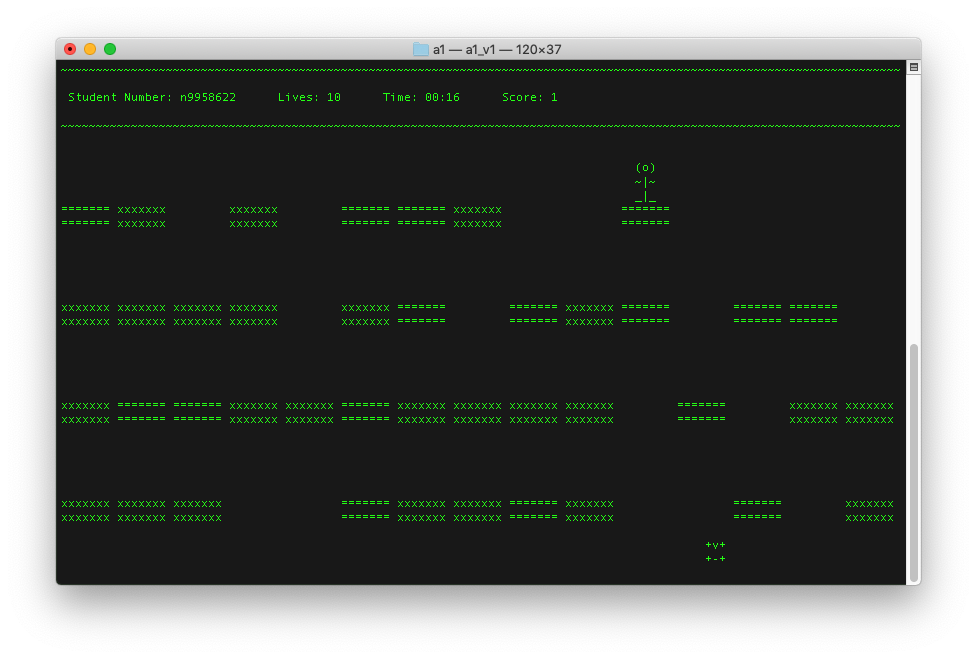 a1 — a1_v1 — 120×37
~~~~~~~~~~~~~~~~~~~~~~~~~~~~~~~~~~~~~~~~~~~~~~~~~~~~~~~~~~~~~~~~~~~~~~~~~~~~~~~~~~~~~~~~~~~~~~~~~~~~~~~~~~~~~~~~~~~~~~~~
Student Number: n9958622      Lives: 10      Time: 00:16      Score: 1
~~~~~~~~~~~~~~~~~~~~~~~~~~~~~~~~~~~~~~~~~~~~~~~~~~~~~~~~~~~~~~~~~~~~~~~~~~~~~~~~~~~~~~~~~~~~~~~~~~~~~~~~~~~~~~~~~~~~~~~~
(o)
~|~
_|_
======= xxxxxxx         xxxxxxx         ======= ======= xxxxxxx                 =======
======= xxxxxxx         xxxxxxx         ======= ======= xxxxxxx                 =======
xxxxxxx xxxxxxx xxxxxxx xxxxxxx         xxxxxxx =======         ======= xxxxxxx =======         ======= =======
xxxxxxx xxxxxxx xxxxxxx xxxxxxx         xxxxxxx =======         ======= xxxxxxx =======         ======= =======
xxxxxxx ======= ======= xxxxxxx xxxxxxx ======= xxxxxxx xxxxxxx xxxxxxx xxxxxxx         =======         xxxxxxx xxxxxxx
xxxxxxx ======= ======= xxxxxxx xxxxxxx ======= xxxxxxx xxxxxxx xxxxxxx xxxxxxx         =======         xxxxxxx xxxxxxx
xxxxxxx xxxxxxx xxxxxxx                 ======= xxxxxxx xxxxxxx ======= xxxxxxx                 =======         xxxxxxx
xxxxxxx xxxxxxx xxxxxxx                 ======= xxxxxxx xxxxxxx ======= xxxxxxx                 =======         xxxxxxx
+v+
+-+